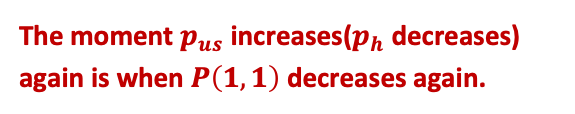 The moment p_us increases(p_h decreases)
again is when P(1, 1) decreases again.